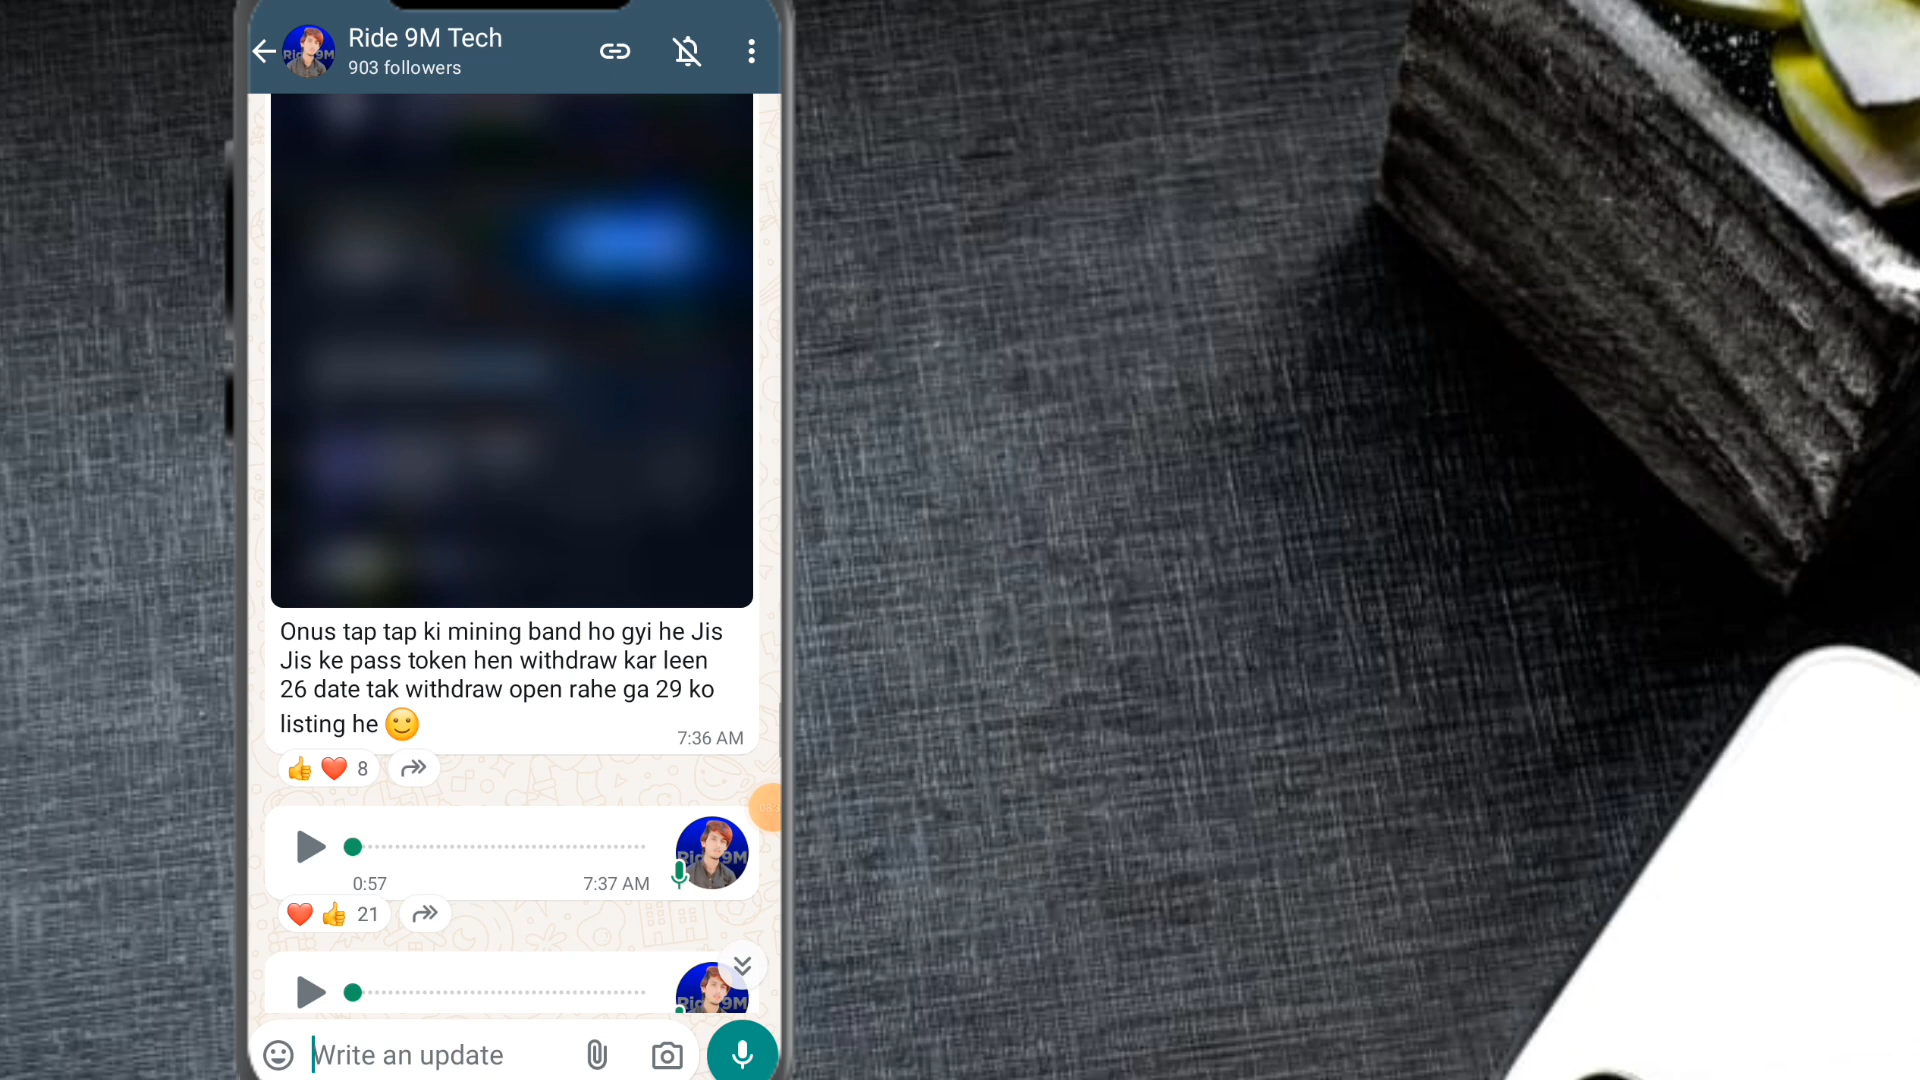 Ride 9M Tech
903 followers
Onus tap tap ki mining band ho gyi he Jis
Jis ke pass token hen withdraw kar leen
26 date tak withdraw open rahe ga 29 ko
listing he 🙂
7:36 AM
👍 ❤️ 8
0:57
7:37 AM
❤️ 👍 21
Write an update